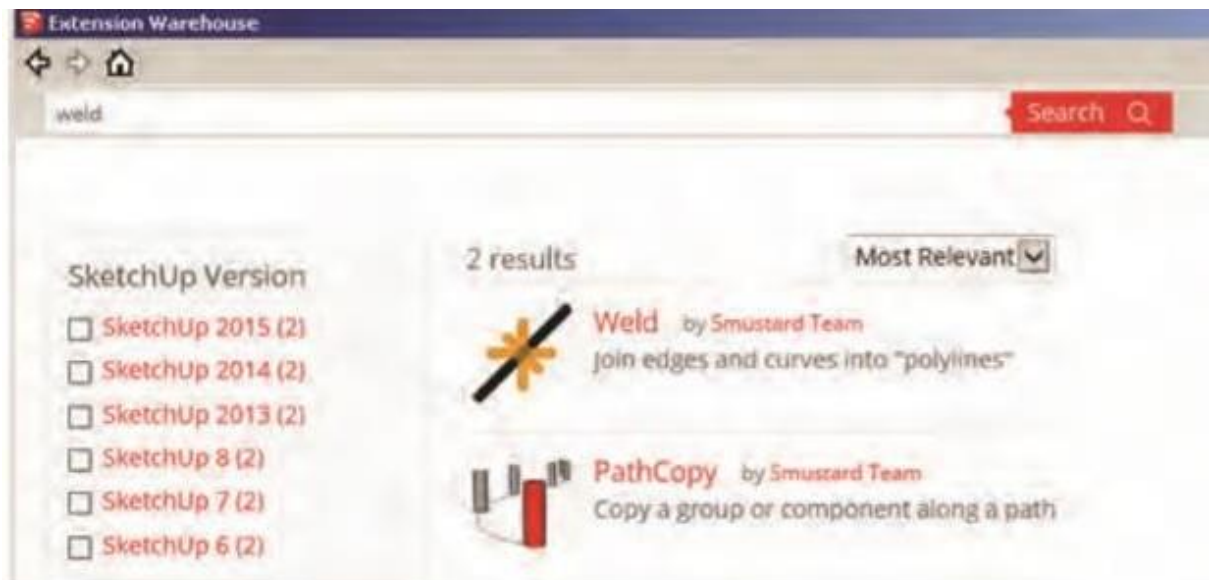 Extension Warehouse
weld
Search
SketchUp Version
SketchUp 2015 (2)
SketchUp 2014 (2)
SketchUp 2013 (2)
SketchUp 8 (2)
SketchUp 7 (2)
SketchUp 6 (2)
2 results
Most Relevant
Weld by Smustard Team
Join edges and curves into "polylines"
PathCopy by Smustard Team
Copy a group or component along a path